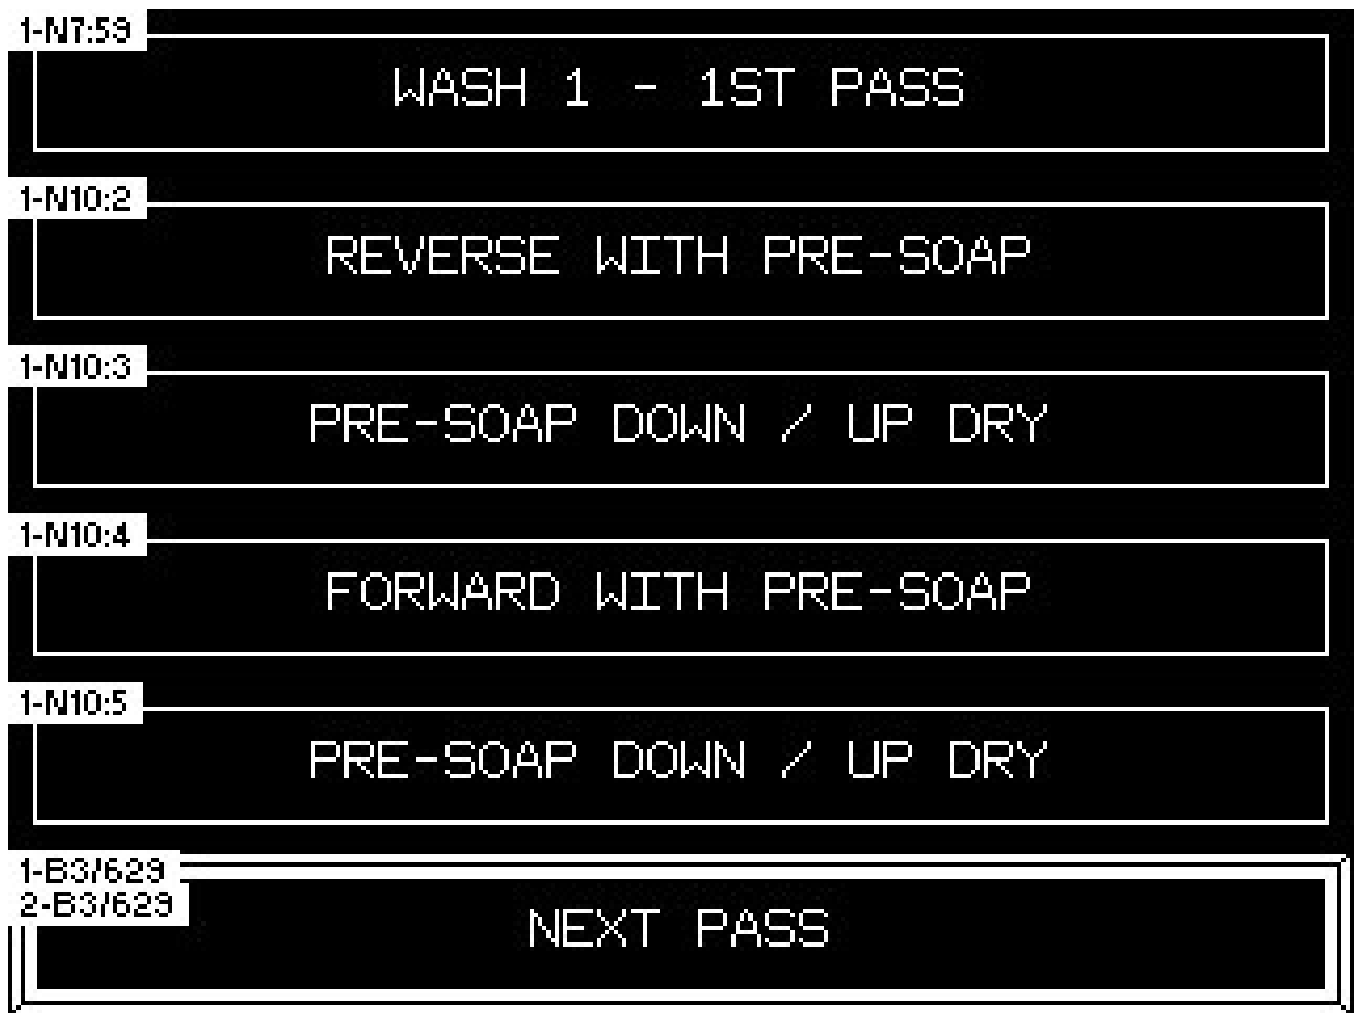 1-N7:59
WASH 1 - 1ST PASS
1-N10:2
REVERSE WITH PRE-SOAP
1-N10:3
PRE-SOAP DOWN / UP DRY
1-N10:4
FORWARD WITH PRE-SOAP
1-N10:5
PRE-SOAP DOWN / UP DRY
1-B3/629
2-B3/629
NEXT PASS